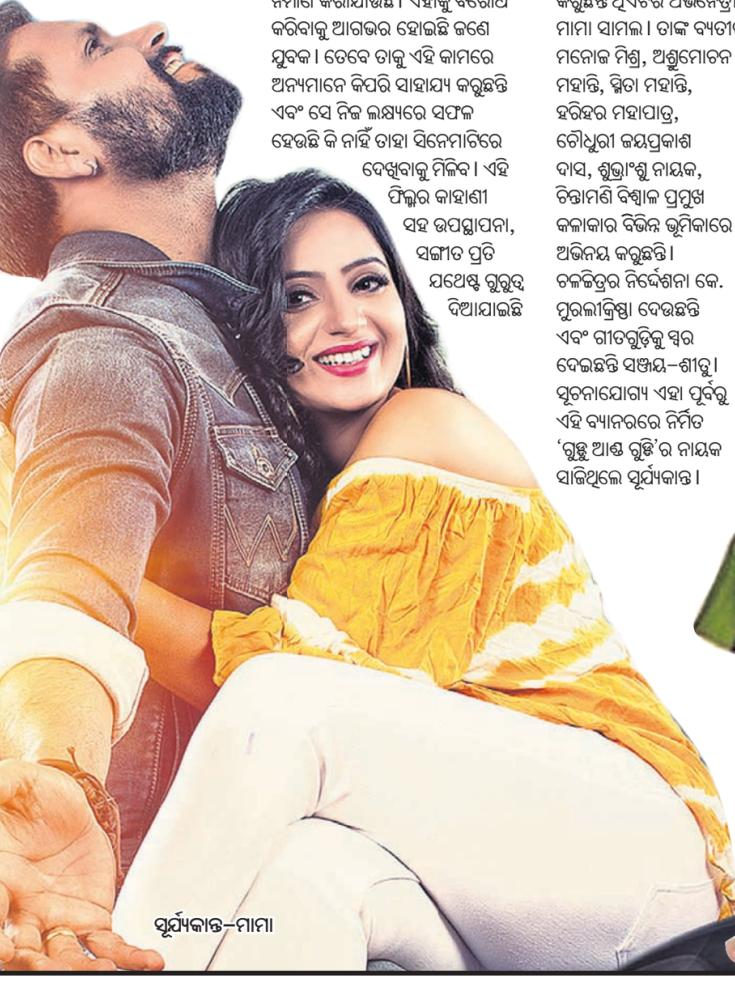 କରିବାକୁ ଆଗଭର ହୋଇଛି ଜଣେ
ଯୁବକ । ତେବେ ତାକୁ ଏହି କାମରେ
ଅନ୍ୟମାନେ କିପରି ସାହାଯ୍ୟ କରୁଛନ୍ତି
ଏବଂ ସେ ନିଜ ଲକ୍ଷ୍ୟରେ ସଫଳ
ହେଉଛି କି ନାହିଁ ତାହା ସିନେମାଟିରେ
ଦେଖିବାକୁ ମିଳିବ । ଏହି
ଫିଲ୍ମର କାହାଣୀ
ସହ ଉପସ୍ଥାପନା,
ସଙ୍ଗୀତ ପ୍ରତି
ଯଥେଷ୍ଟ ଗୁରୁତ୍ୱ
ଦିଆଯାଇଛି
ମାମା ସାମଲ । ତାଙ୍କ ବ୍ୟତୀତ
ମନୋଜ ମିଶ୍ର, ଅଶ୍ରୁମୋଚନ
ମହାନ୍ତି, ସ୍ମିତା ମହାନ୍ତି,
ହରିହର ମହାପାତ୍ର,
ଚୌଧୁରୀ ଜୟପ୍ରକାଶ
ଦାସ, ଶୁଭ୍ରାଂଶୁ ନାୟକ,
ଚିନ୍ତାମଣି ବିଶ୍ୱାଳ ପ୍ରମୁଖ
କଳାକାର ବିଭିନ୍ନ ଭୂମିକାରେ
ଅଭିନୟ କରୁଛନ୍ତି ।
ଚଳଚ୍ଚିତ୍ରର ନିର୍ଦ୍ଦେଶନା କେ.
ମୁରଲୀକ୍ରିଷ୍ଣା ଦେଉଛନ୍ତି
ଏବଂ ଗୀତଗୁଡ଼ିକୁ ସ୍ୱର
ଦେଇଛନ୍ତି ସଞ୍ଜୟ–ଶୀତୁ ।
ସୂଚନାଯୋଗ୍ୟ ଏହା ପୂର୍ବରୁ
ଏହି ବ୍ୟାନରରେ ନିର୍ମିତ
‘ଗୁଡ୍ଡୁ ଆଣ୍ଡ ଗୁଡ୍ଡି’ର ନାୟକ
ସାଜିଥିଲେ ସୂର୍ଯ୍ୟକାନ୍ତ ।
ସୂର୍ଯ୍ୟକାନ୍ତ–ମାମା